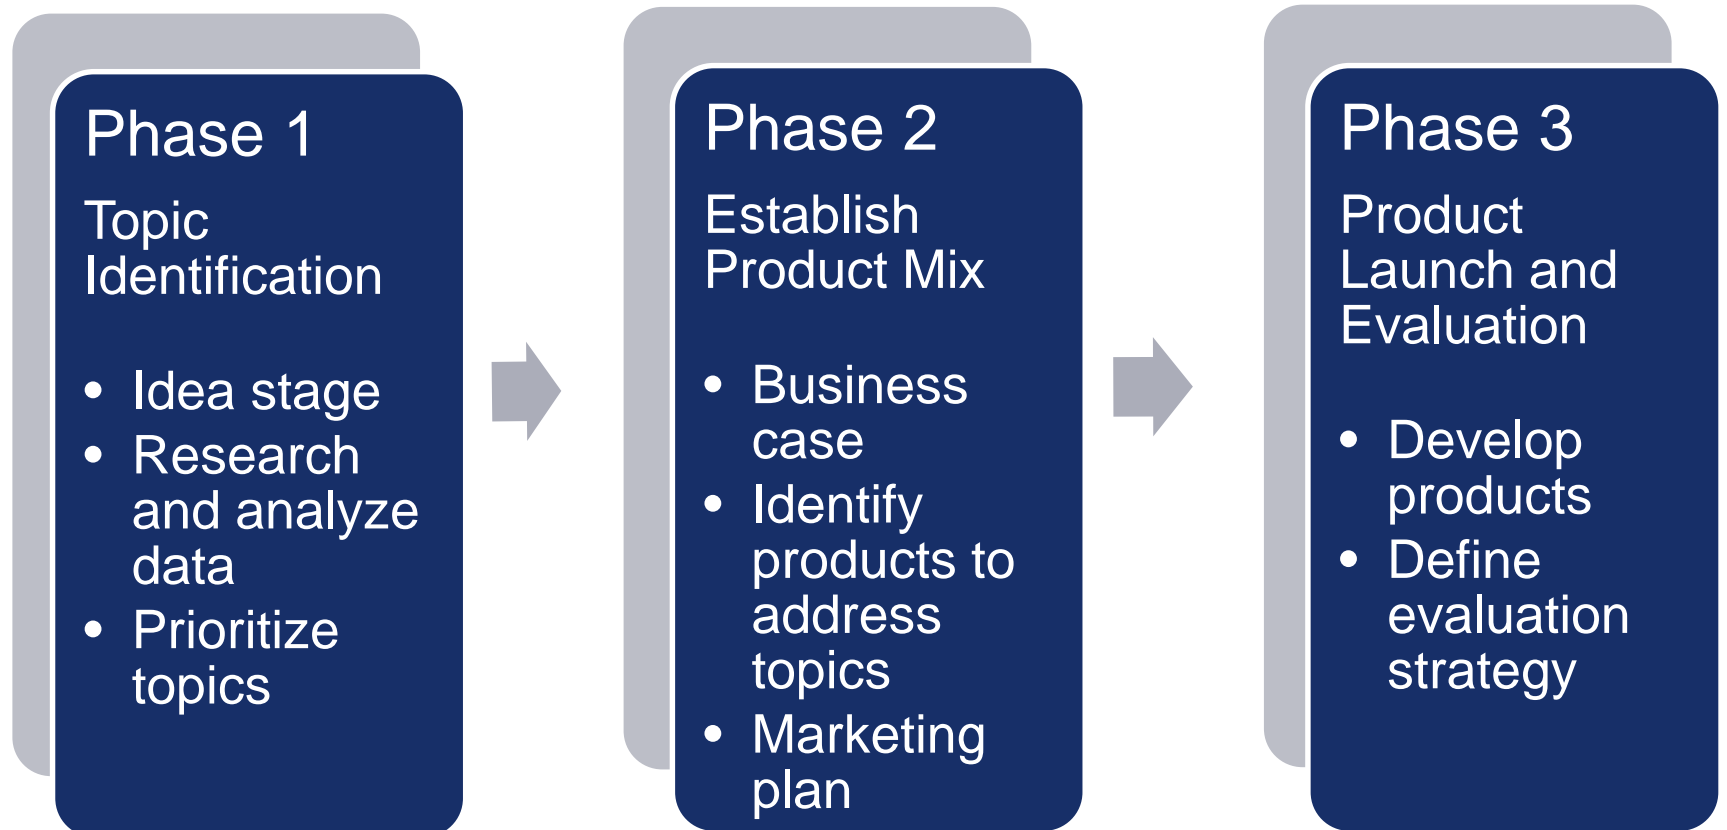 Phase 1
Topic
Identification
• Idea stage
• Research
and analyze
data
• Prioritize
topics
Phase 2
Establish
Product Mix
• Business
case
• Identify
products to
address
topics
• Marketing
plan
Phase 3
Product
Launch and
Evaluation
• Develop
products
• Define
evaluation
strategy